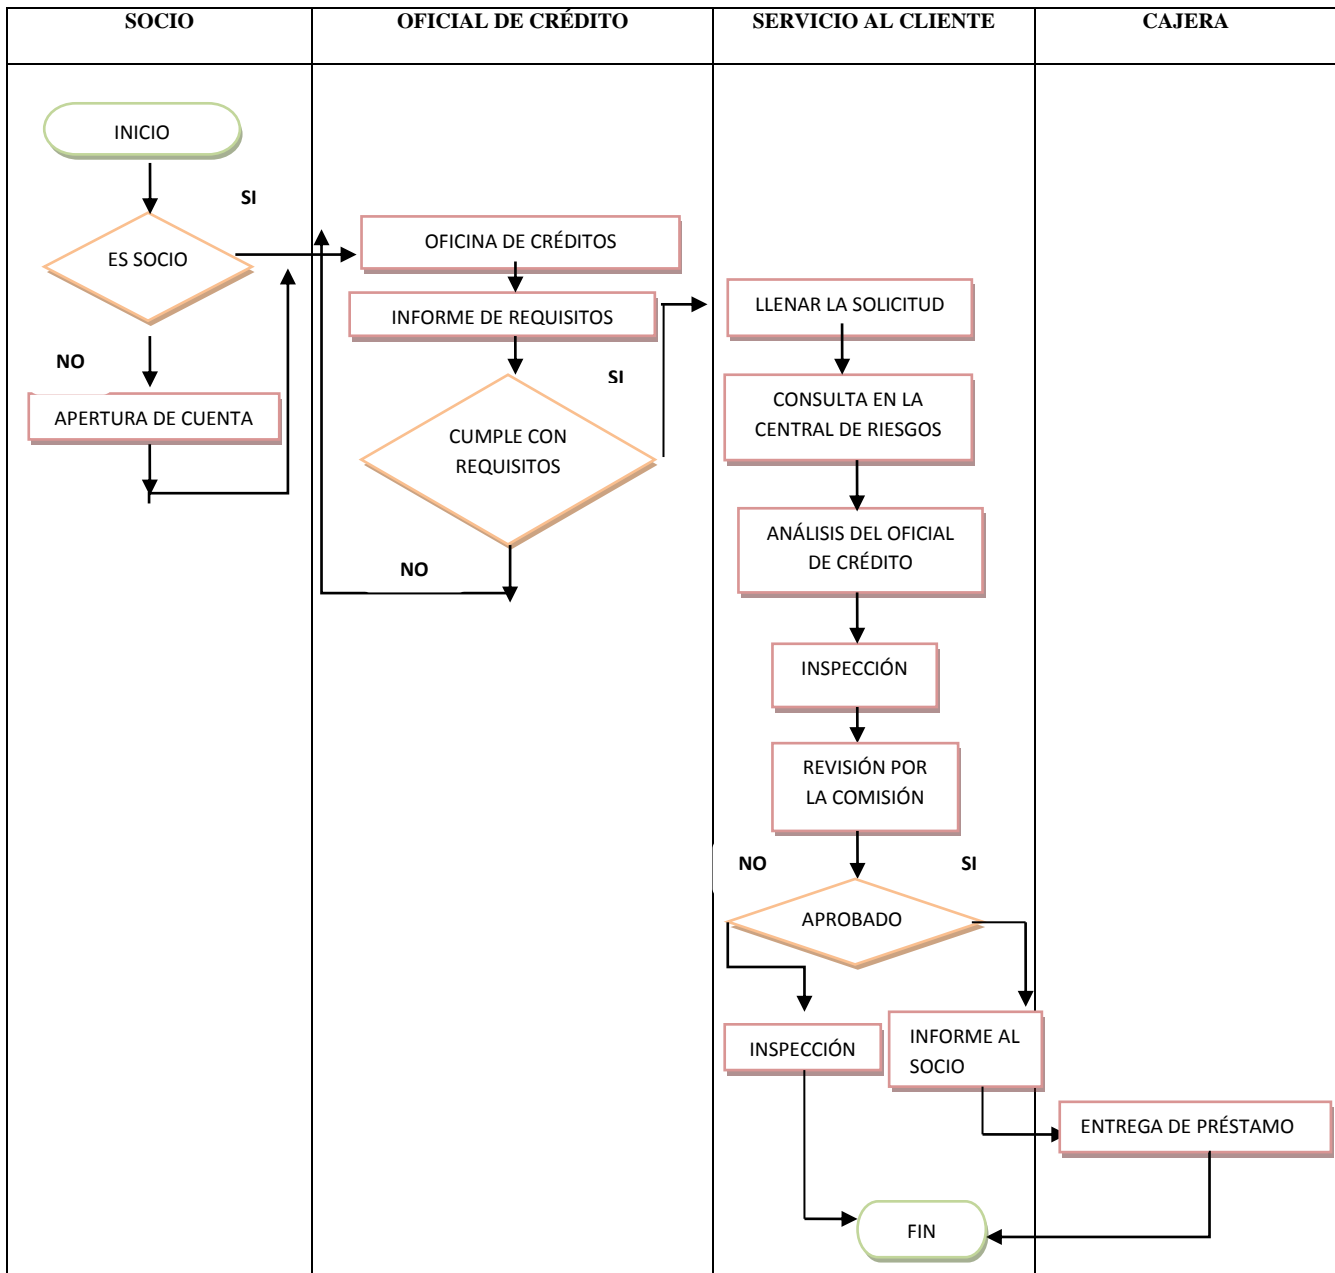 SOCIO
OFICIAL DE CRÉDITO
SERVICIO AL CLIENTE
CAJERA
INICIO
SI
ES SOCIO
NO
APERTURA DE CUENTA
OFICINA DE CRÉDITOS
INFORME DE REQUISITOS
SI
CUMPLE CON
REQUISITOS
NO
LLENAR LA SOLICITUD
CONSULTA EN LA
CENTRAL DE RIESGOS
ANÁLISIS DEL OFICIAL
DE CRÉDITO
INSPECCIÓN
REVISIÓN POR
LA COMISIÓN
NO
SI
APROBADO
INSPECCIÓN
INFORME AL
SOCIO
ENTREGA DE PRÉSTAMO
FIN